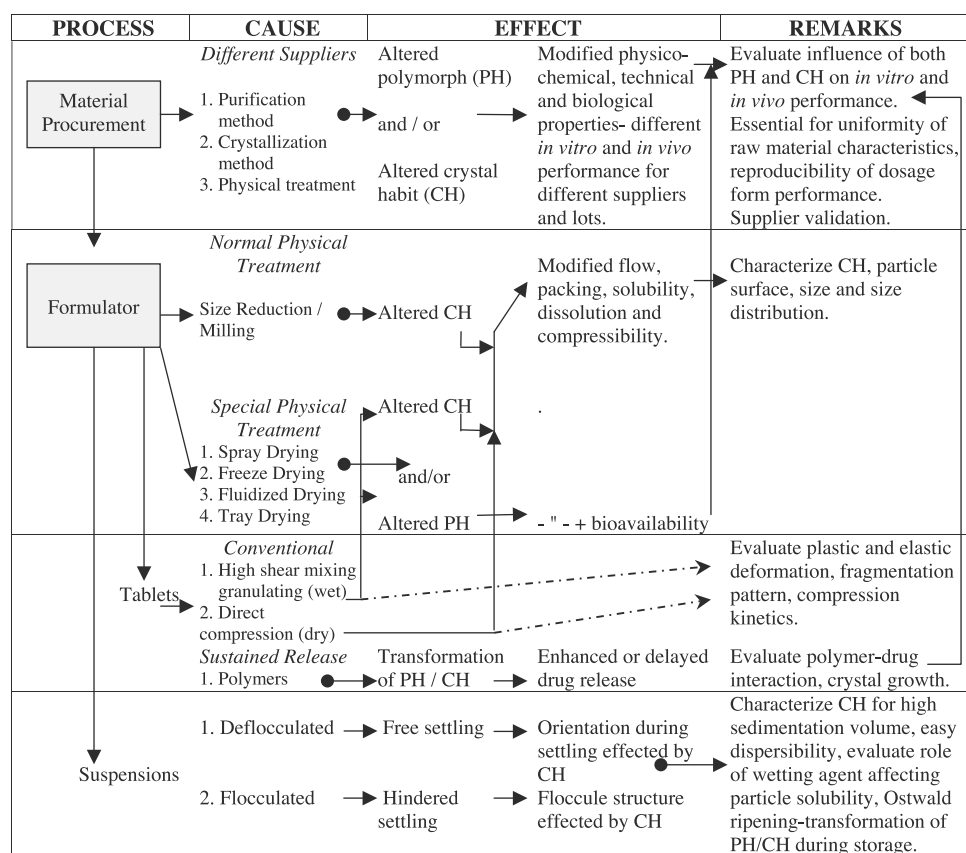 PROCESS CAUSE EFFECT REMARKS
Different Suppliers
Material
Procurement
1. Purification
method
2. Crystallization
method
3. Physical treatment
Altered
polymorph (PH)
and / or
Altered crystal
habit (CH)
Modified physico-
chemical, technical
and biological
properties- different
in vitro and in vivo
performance for
different suppliers
and lots.
Evaluate influence of both
PH and CH on in vitro and
in vivo performance.
Essential for uniformity of
raw material characteristics,
reproducibility of dosage
form performance.
Supplier validation.
Formulator
Normal Physical
Treatment
Size Reduction /
Milling
Altered CH
Modified flow,
packing, solubility,
dissolution and
compressibility.
Characterize CH, particle
surface, size and size
distribution.
Special Physical
Treatment
1. Spray Drying
2. Freeze Drying
3. Fluidized Drying
4. Tray Drying
Altered CH
and/or
Altered PH
.
- " - + bioavailability
Tablets
Conventional
1. High shear mixing
granulating (wet)
2. Direct
compression (dry)
Evaluate plastic and elastic
deformation, fragmentation
pattern, compression
kinetics.
Sustained Release
1. Polymers
Transformation
of PH / CH
Enhanced or delayed
drug release
Evaluate polymer-drug
interaction, crystal growth.
Suspensions
1. Deflocculated
Free settling
Orientation during
settling effected by
CH
2. Flocculated
Hindered
settling
Floccule structure
effected by CH
Characterize CH for high
sedimentation volume, easy
dispersibility, evaluate role
of wetting agent affecting
particle solubility, Ostwald
ripening-transformation of
PH/CH during storage.